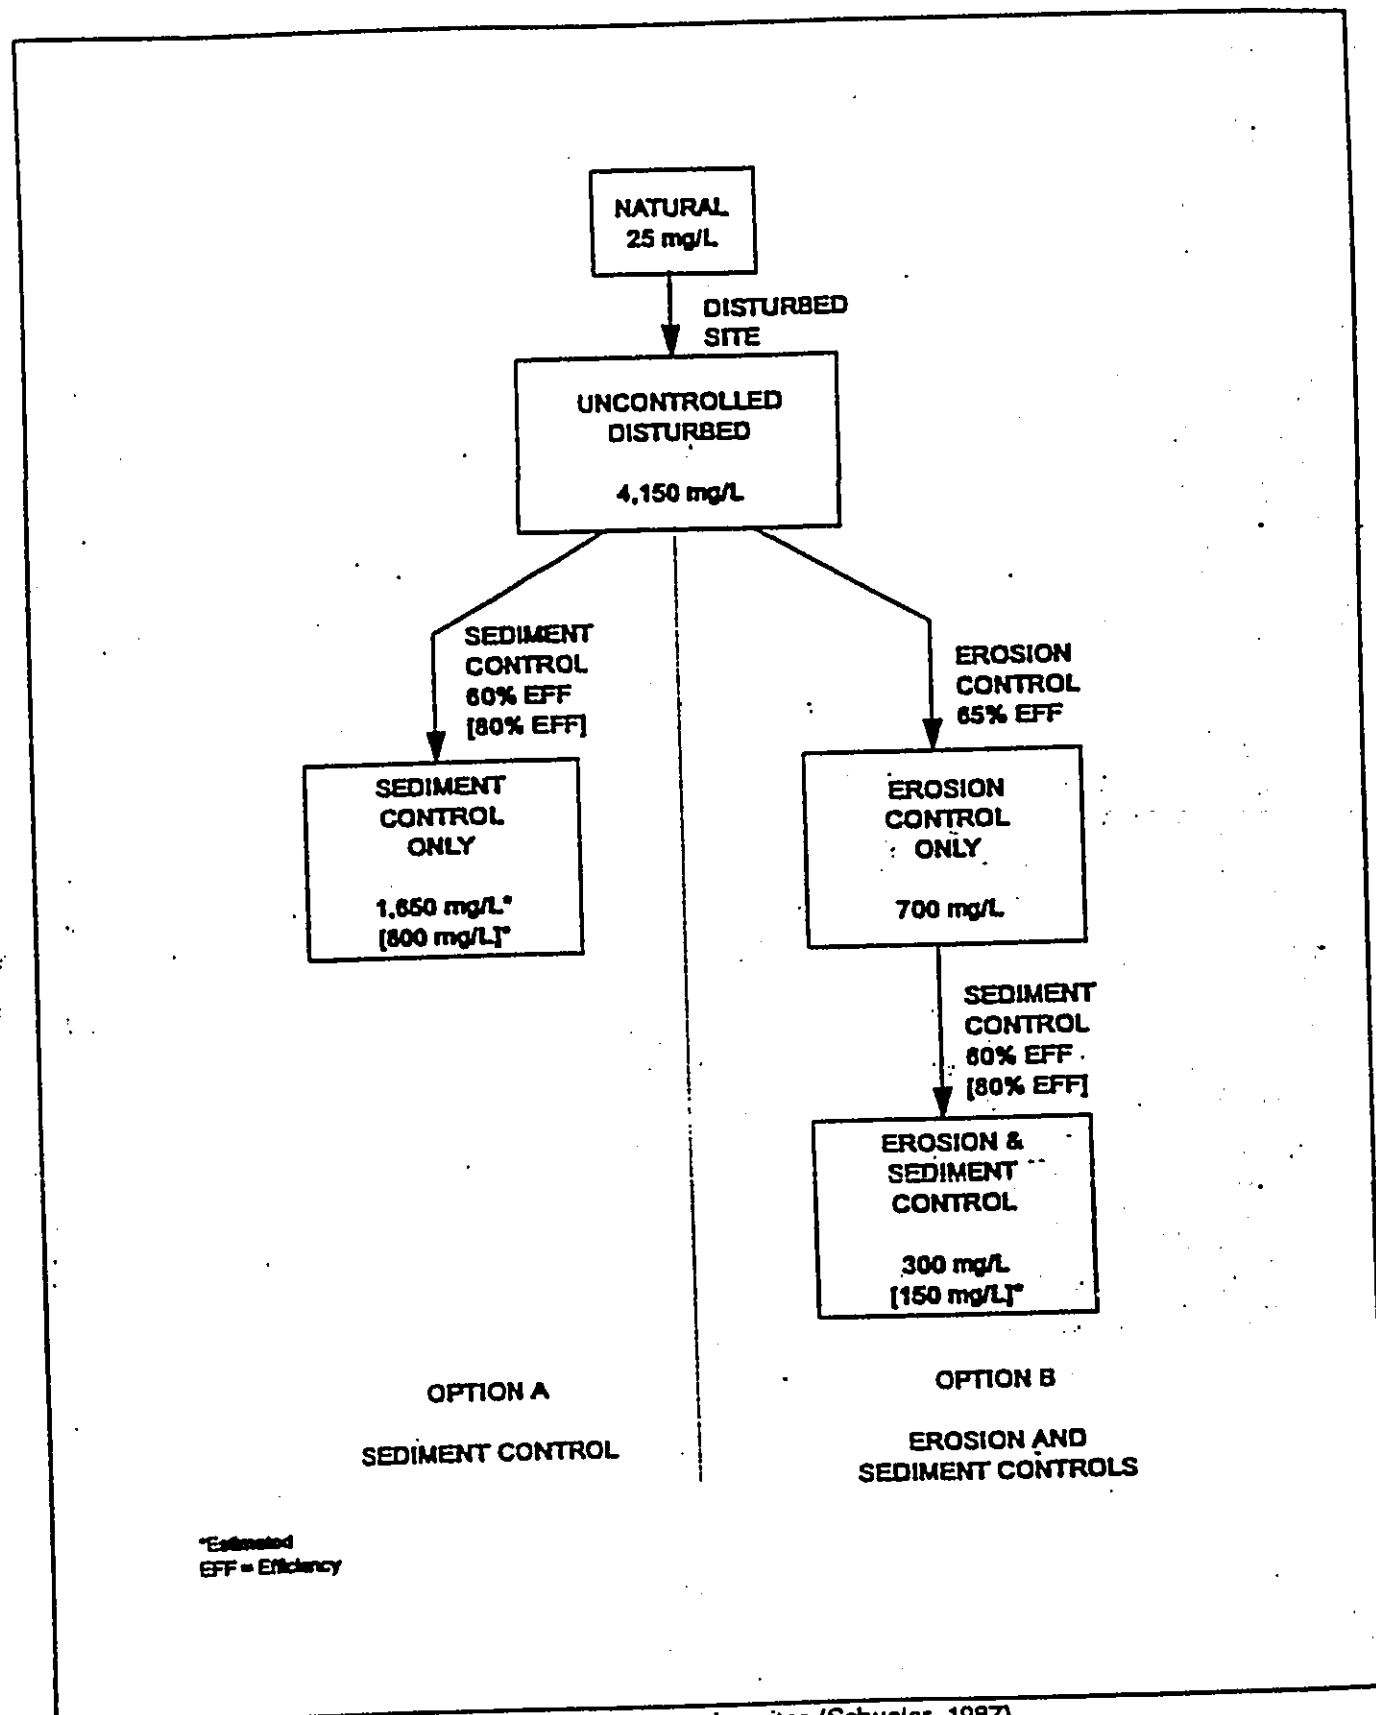 NATURAL
25 mg/L
DISTURBED
SITE
UNCONTROLLED
DISTURBED
4,150 mg/L
SEDIMENT
CONTROL
60% EFF
[80% EFF]
SEDIMENT
CONTROL
ONLY
1,650 mg/L*
[800 mg/L]*
EROSION
CONTROL
65% EFF
EROSION
CONTROL
ONLY
700 mg/L
SEDIMENT
CONTROL
60% EFF
[80% EFF]
EROSION &
SEDIMENT
CONTROL
300 mg/L
[150 mg/L]*
OPTION A
SEDIMENT CONTROL
OPTION B
EROSION AND
SEDIMENT CONTROLS
*Estimated
EFF = Efficiency
(Schueler, 1987)